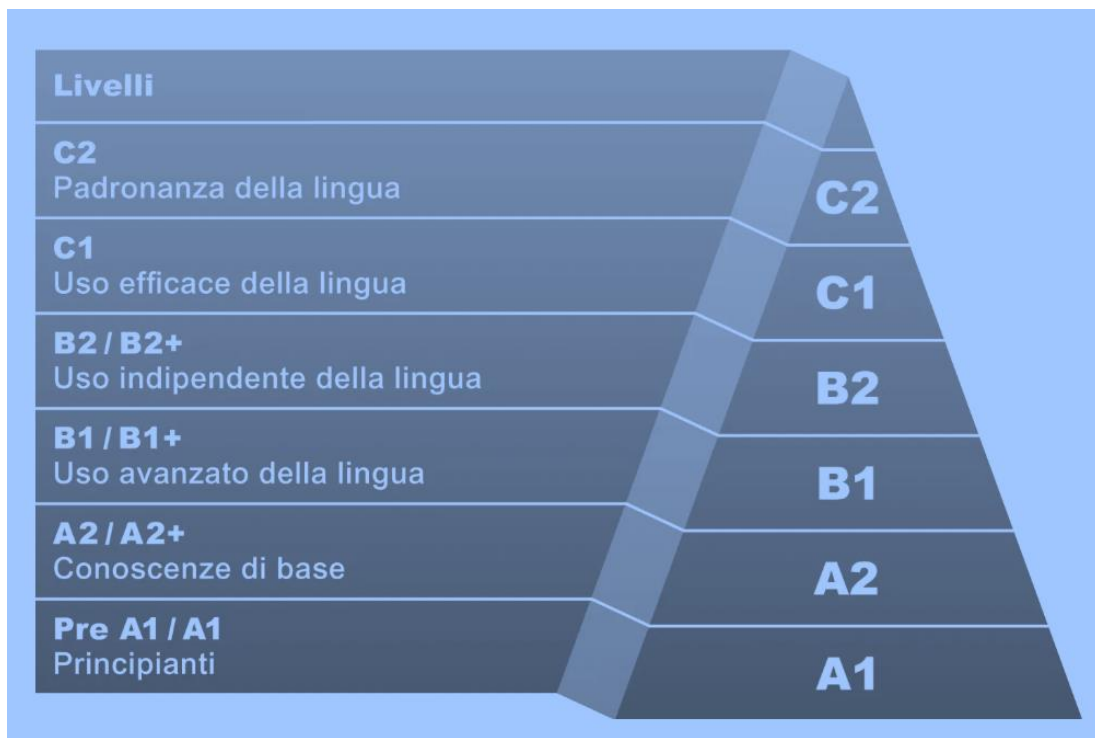 Livelli
C2
Padronanza della lingua
C1
Uso efficace della lingua
B2 / B2+
Uso indipendente della lingua
B1 / B1+
Uso avanzato della lingua
A2 / A2+
Conoscenze di base
Pre A1 / A1
Principianti
C2
C1
B2
B1
A2
A1